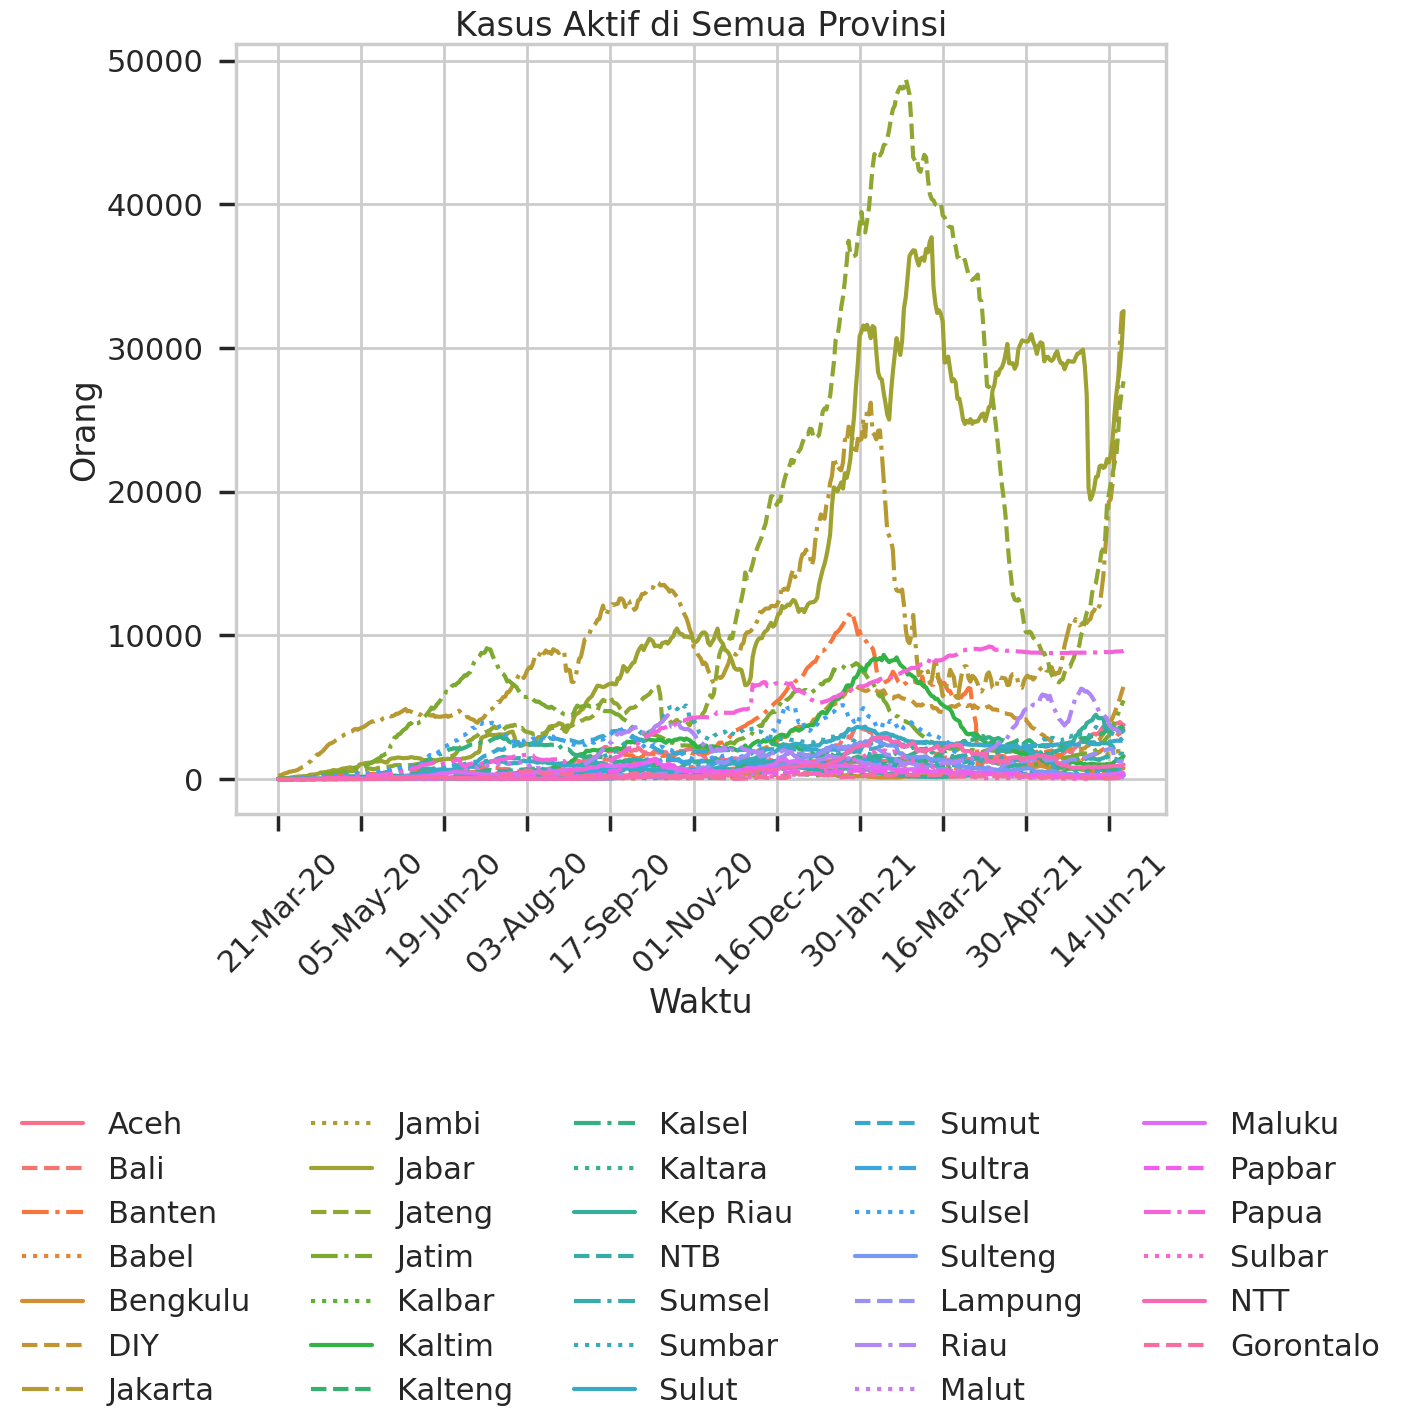 Kasus Aktif di Semua Provinsi
50000
40000
30000
20000
10000
0
Orang
21-Mar-20
05-May-20
19-Jun-20
03-Aug-20
17-Sep-20
01-Nov-20
16-Dec-20
30-Jan-21
16-Mar-21
30-Apr-21
14-Jun-21
Waktu
Aceh
Bali
Banten
Babel
Bengkulu
DIY
Jakarta
Jambi
Jabar
Jateng
Jatim
Kalbar
Kaltim
Kalteng
Kalsel
Kaltara
Kep Riau
NTB
Sumsel
Sumbar
Sulut
Sumut
Sultra
Sulsel
Sulteng
Lampung
Riau
Malut
Maluku
Papbar
Papua
Sulbar
NTT
Gorontalo